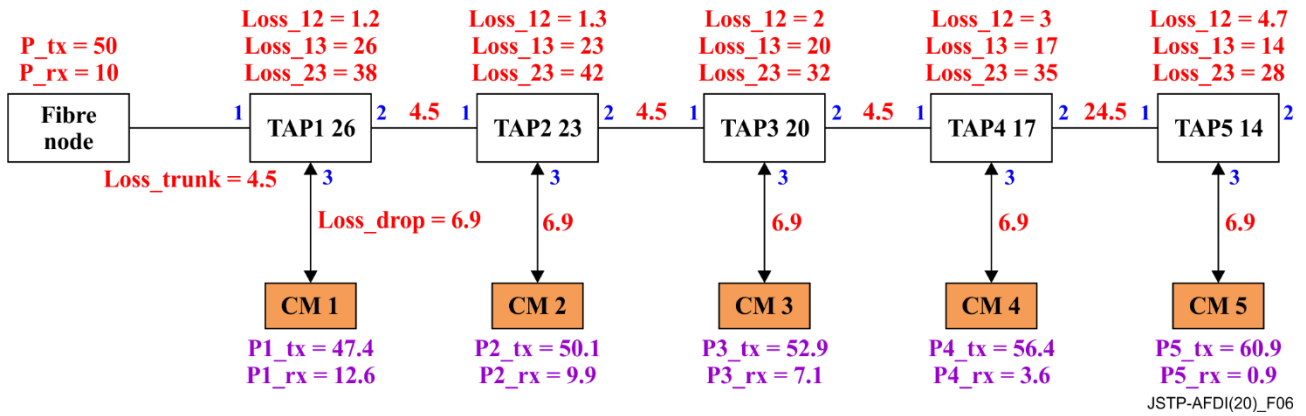 Loss_12 = 1.2
Loss_12 = 1.3
Loss_12 = 2
Loss_12 = 3
Loss_12 = 4.7
P_tx = 50
Loss_13 = 26
Loss_13 = 23
Loss_13 = 20
Loss_13 = 17
Loss_13 = 14
P_rx = 10
Loss_23 = 38
Loss_23 = 42
Loss_23 = 32
Loss_23 = 35
Loss_23 = 28
Fibre
node
1
TAP1 26
2
4.5
1
TAP2 23
2
4.5
1
TAP3 20
2
4.5
1
TAP4 17
2
24.5
1
TAP5 14
2
Loss_trunk = 4.5
3
3
3
3
3
Loss_drop = 6.9
6.9
6.9
6.9
6.9
CM 1
CM 2
CM 3
CM 4
CM 5
P1_tx = 47.4
P2_tx = 50.1
P3_tx = 52.9
P4_tx = 56.4
P5_tx = 60.9
P1_rx = 12.6
P2_rx = 9.9
P3_rx = 7.1
P4_rx = 3.6
P5_rx = 0.9
JSTP-AFDI(20)_F06